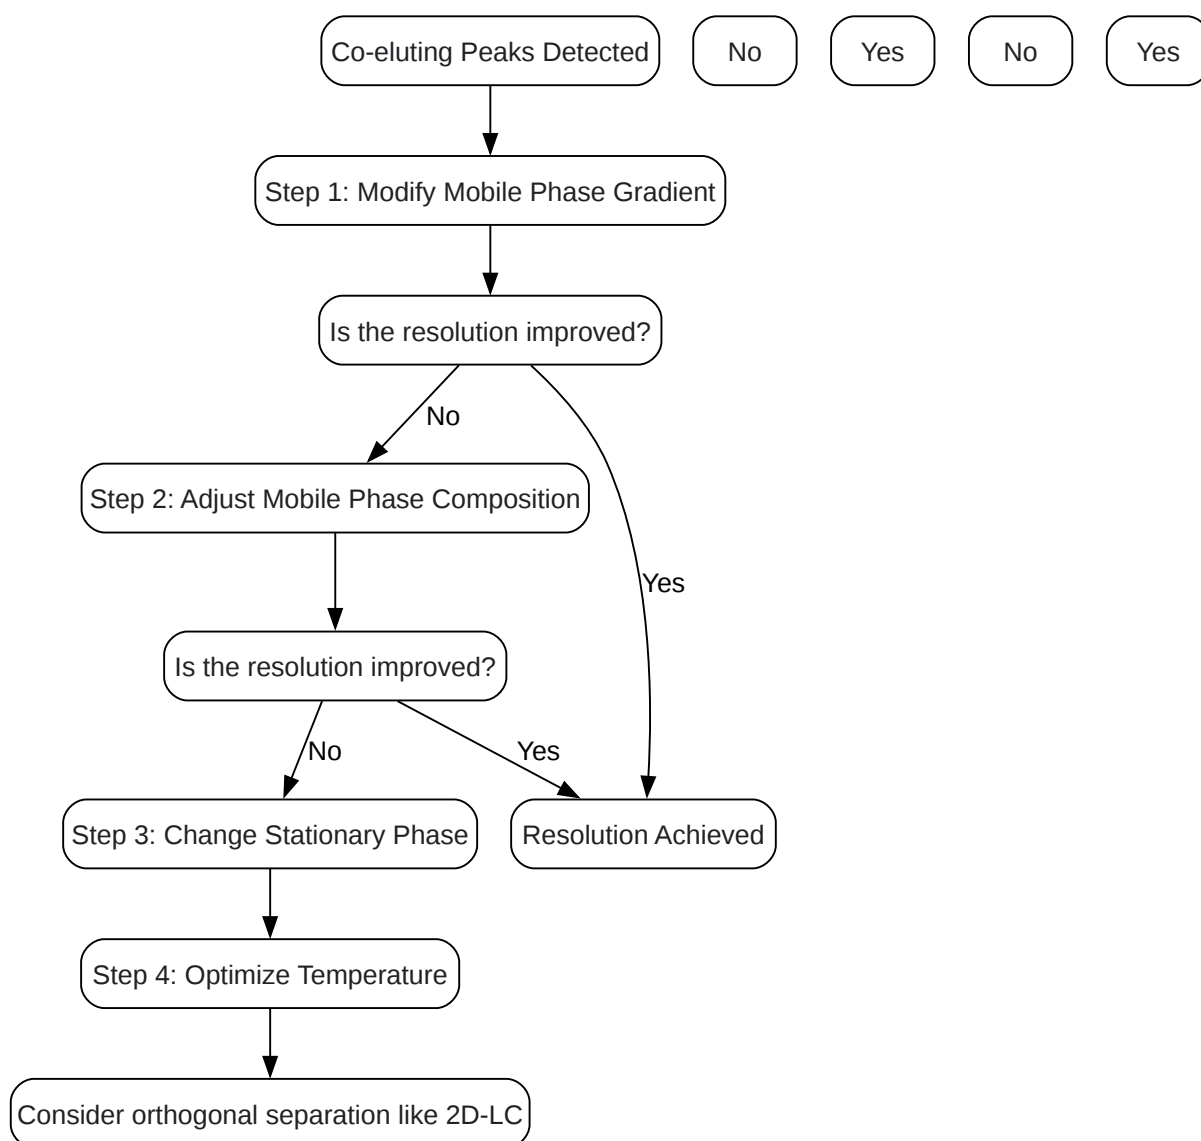 Co-eluting Peaks Detected
No
Yes
No
Yes
Step 1: Modify Mobile Phase Gradient
Is the resolution improved?
No
Step 2: Adjust Mobile Phase Composition
Yes
Is the resolution improved?
No
Yes
Step 3: Change Stationary Phase
Resolution Achieved
Step 4: Optimize Temperature
Consider orthogonal separation like 2D-LC